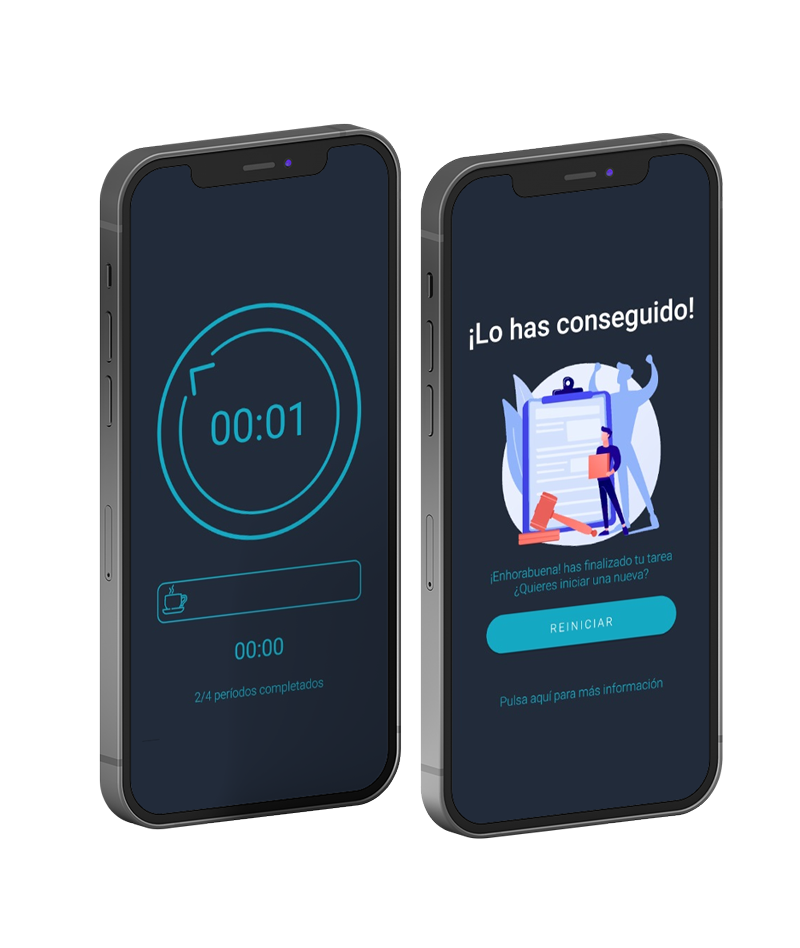 00:01
00:00
2/4 períodos completados
¡Lo has conseguido!
¡Enhorabuena! has finalizado tu tarea
¿Quieres iniciar una nueva?
REINICIAR
Pulsa aquí para más información